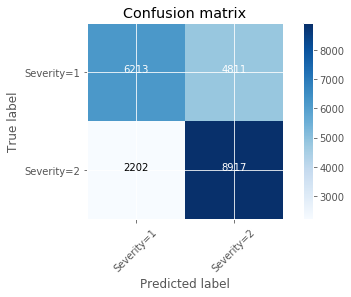 Confusion matrix
True label
Severity=1
6213 4811
Severity=2
2202 8917
Severity=1 Severity=2
Predicted label
8000
7000
6000
5000
4000
3000